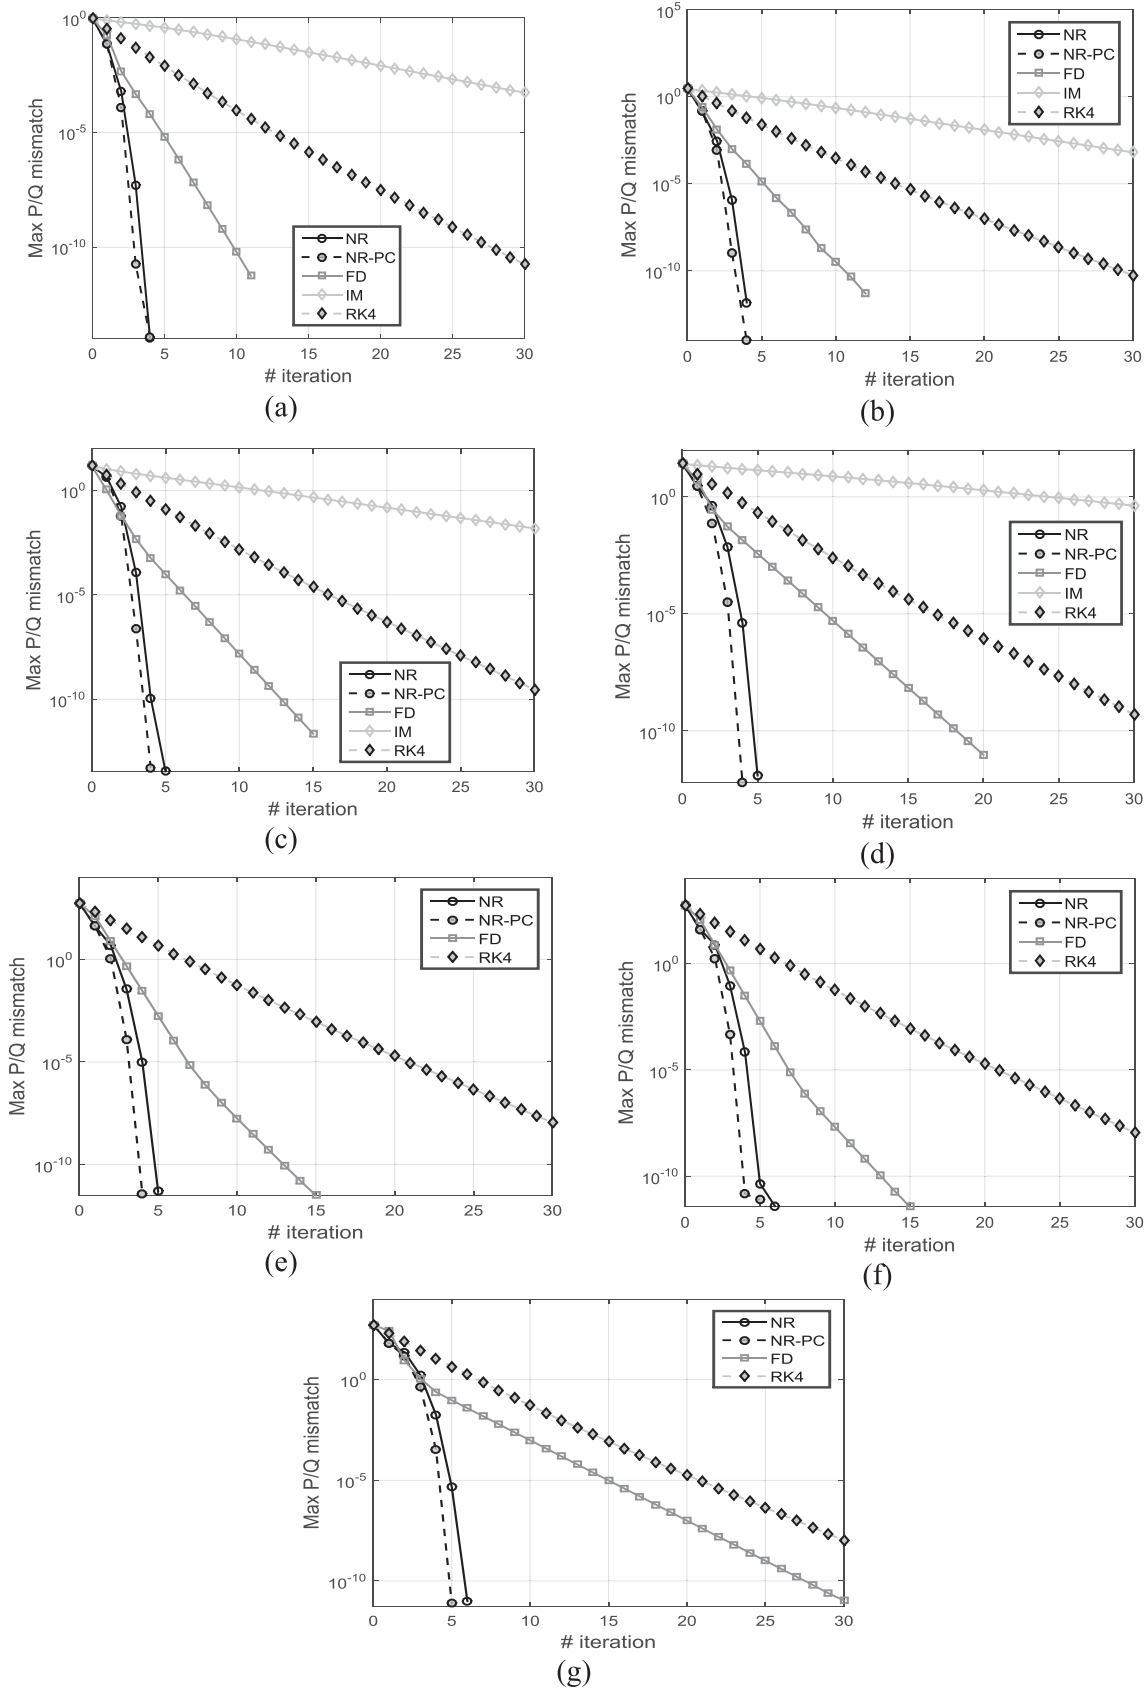 10^0
10^-5
10^-10
Max P/Q mismatch
NR
NR-PC
FD
IM
RK4
0 5 10 15 20 25 30
# iteration
(a)
10^5
10^0
10^-5
10^-10
Max P/Q mismatch
NR
NR-PC
FD
IM
RK4
0 5 10 15 20 25 30
# iteration
(b)
10^0
10^-5
10^-10
Max P/Q mismatch
NR
NR-PC
FD
IM
RK4
0 5 10 15 20 25 30
# iteration
(c)
10^0
10^-5
10^-10
Max P/Q mismatch
NR
NR-PC
FD
IM
RK4
0 5 10 15 20 25 30
# iteration
(d)
10^0
10^-5
10^-10
Max P/Q mismatch
NR
NR-PC
FD
RK4
0 5 10 15 20 25 30
# iteration
(e)
10^0
10^-5
10^-10
Max P/Q mismatch
NR
NR-PC
FD
RK4
0 5 10 15 20 25 30
# iteration
(f)
10^0
10^-5
10^-10
Max P/Q mismatch
NR
NR-PC
FD
RK4
0 5 10 15 20 25 30
# iteration
(g)